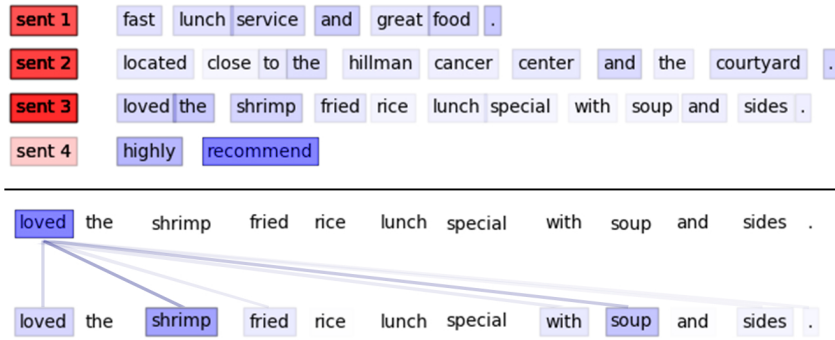 sent 1 fast lunch service and great food .
sent 2 located close to the hillman cancer center and the courtyard .
sent 3 loved the shrimp fried rice lunch special with soup and sides .
sent 4 highly recommend
loved the shrimp fried rice lunch special with soup and sides .
loved the shrimp fried rice lunch special with soup and sides .